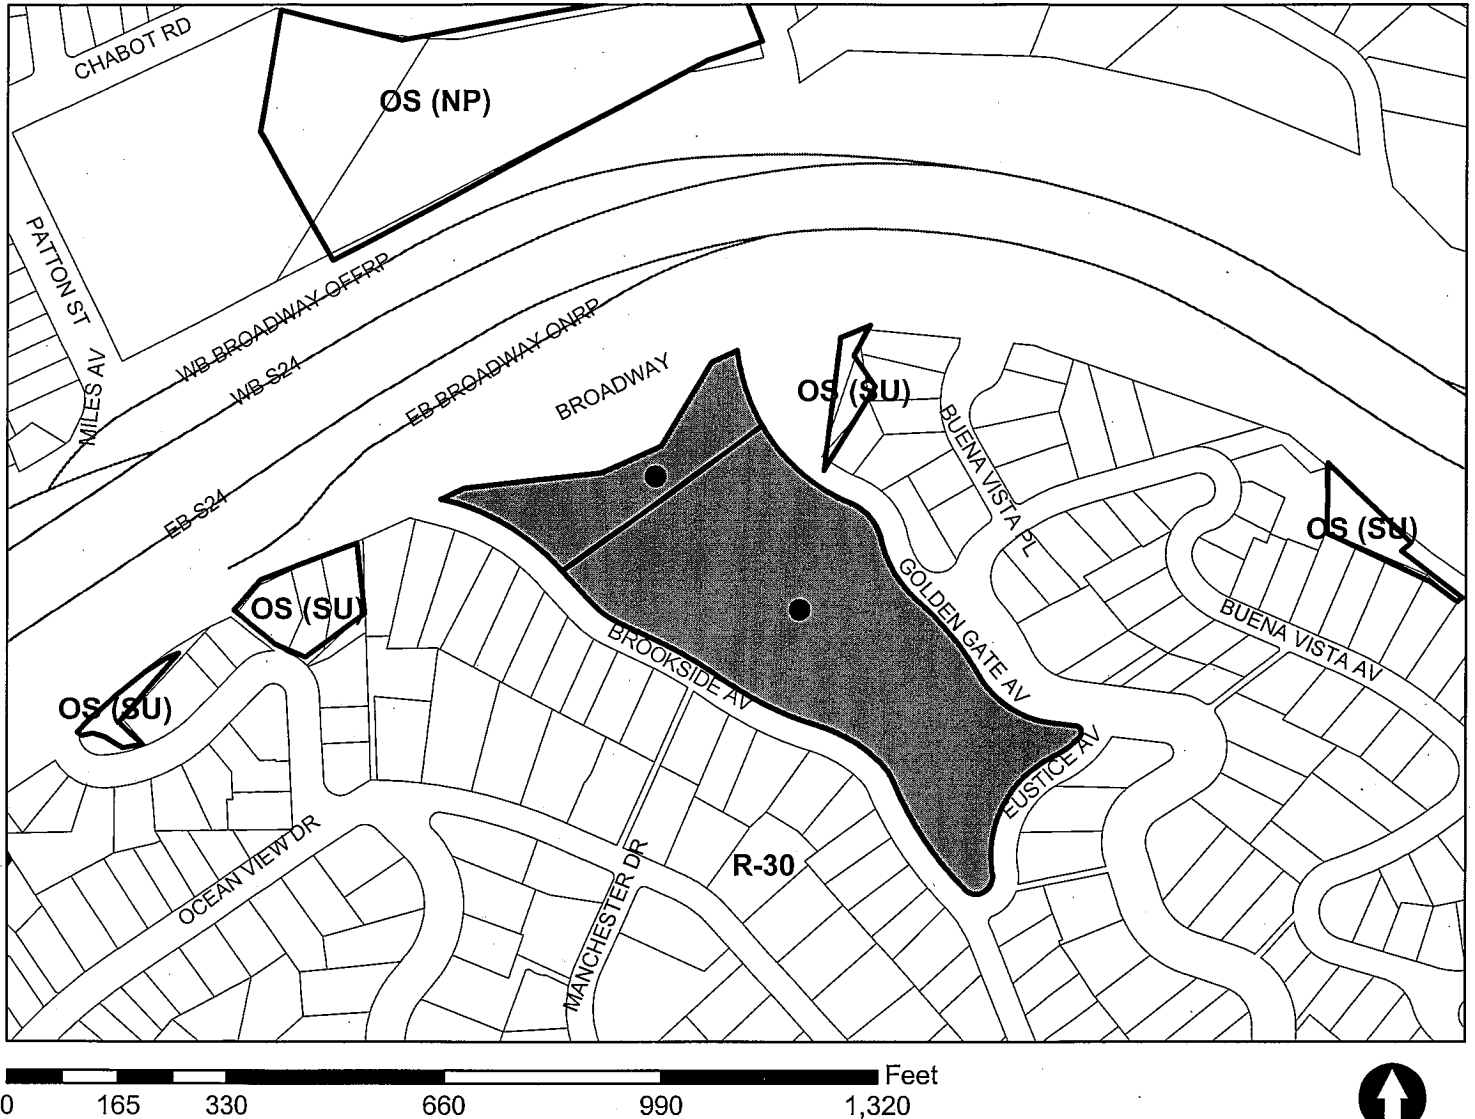 CHABOT RD
OS (NP)
PATTON ST
MILES AV
WB BROADWAY OFFRP
WB S24
EB BROADWAY ONRP
EB S24
BROADWAY
OS (SU)
BUENA VISTA PL
OS (SU)
OS (SU)
GOLDEN GATE AV
BUENA VISTA AV
BROOKSIDE AV
OS (SU)
EUSTICE AV
OCEAN VIEW DR
MANCHESTER DR
R-30
Feet
0 165 330 660 990 1,320